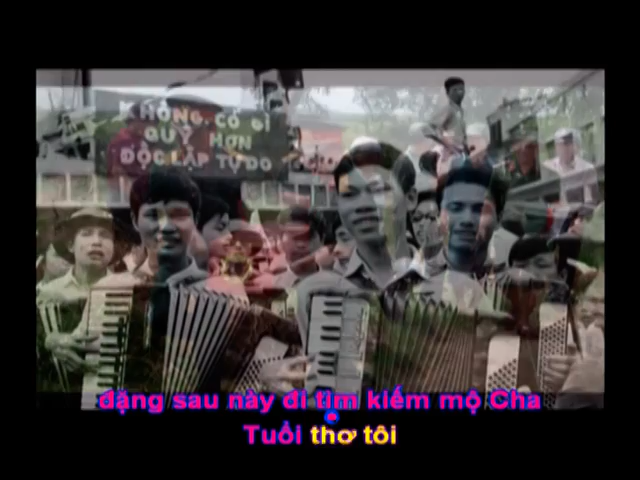 KHÔNG CÓ GÌ
QUÝ HƠN
ĐỘC LẬP TỰ DO
đặng sau này đi tìm kiếm mộ Cha
Tuổi thơ tôi